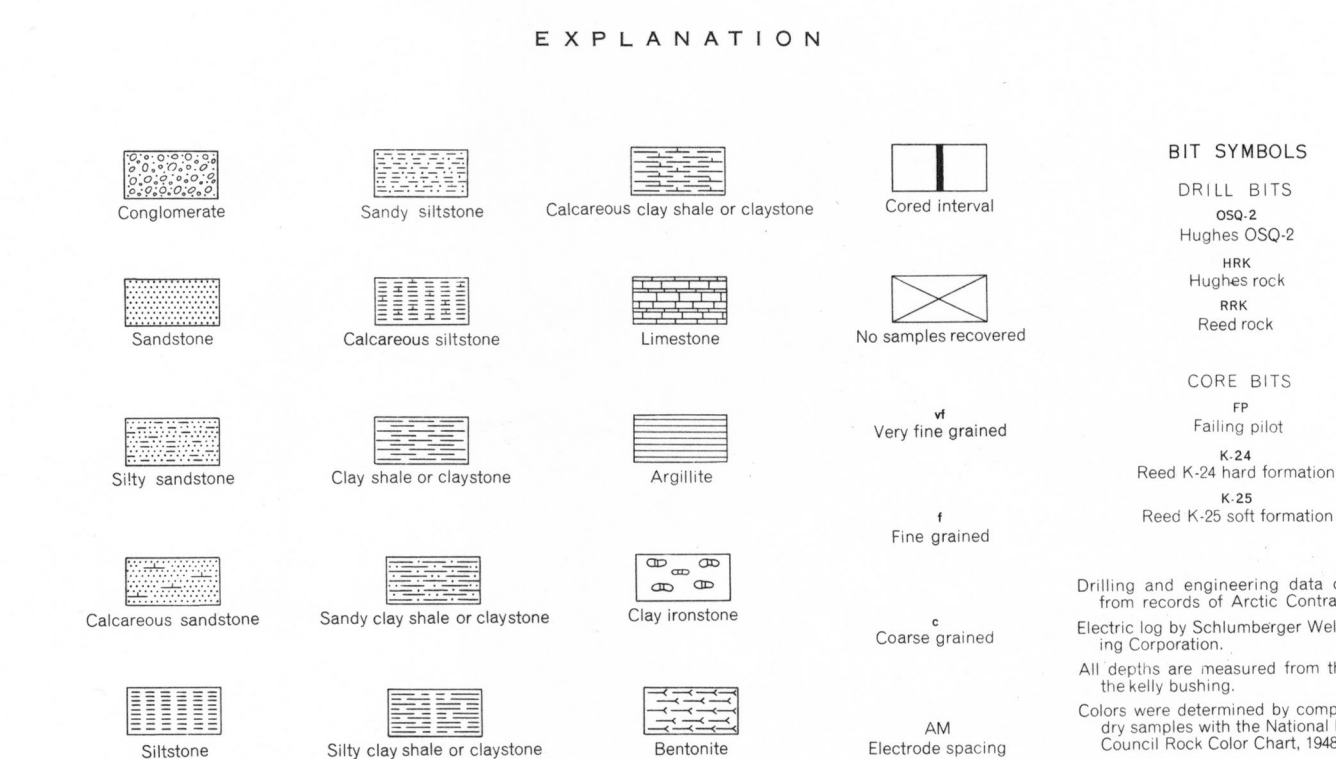 EXPLANATION
Conglomerate
Sandstone
Silty sandstone
Calcareous sandstone
Siltstone
Sandy siltstone
Calcareous siltstone
Clay shale or claystone
Sandy clay shale or claystone
Silty clay shale or claystone
Calcareous clay shale or claystone
Limestone
Argillite
Clay ironstone
Bentonite
Cored interval
No samples recovered
vf
Very fine grained
f
Fine grained
c
Coarse grained
AM
Electrode spacing
BIT SYMBOLS
DRILL BITS
OSQ-2
Hughes OSQ-2
HRK
Hughes rock
RRK
Reed rock
CORE BITS
FP
Failing pilot
K-24
Reed K-24 hard formation
K-25
Reed K-25 soft formation
Drilling and engineering data
from records of Arctic
Electric log by Schlumberger
ing Corporation.
All depths are measured from
the kelly bushing.
Colors were determined by
dry samples with the National
Council Rock Color Chart, 1948